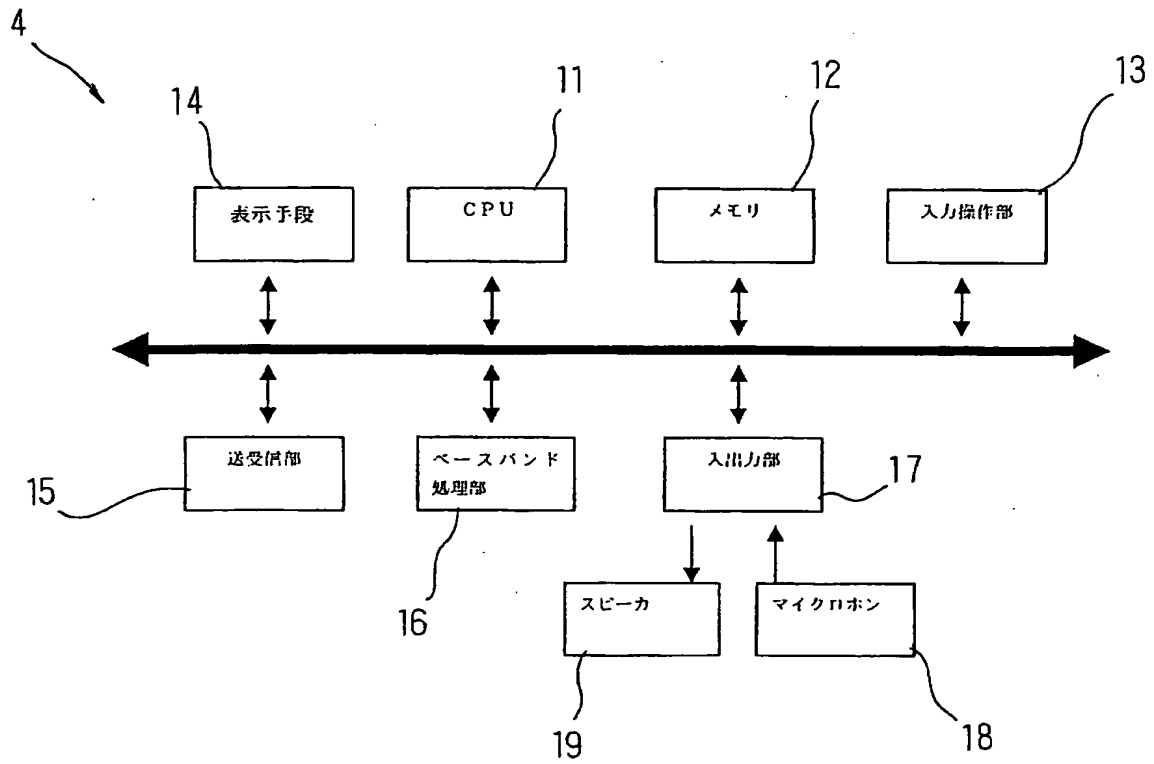 4
14
11
12
13
表示手段
CPU
メモリ
入力操作部
送受信部
ベースバンド
処理部
入出力部
15
17
16
スピーカ
マイクロホン
19
18